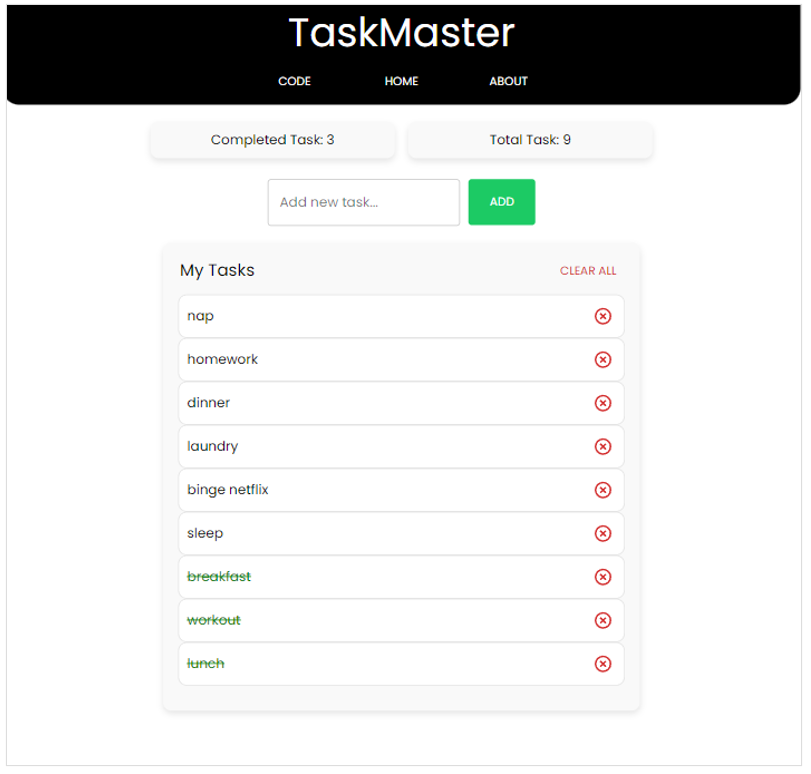 TaskMaster
CODE HOME ABOUT
Completed Task: 3 Total Task: 9
Add new task... ADD
My Tasks CLEAR ALL
nap
homework
dinner
laundry
binge netflix
sleep
breakfast
workout
lunch